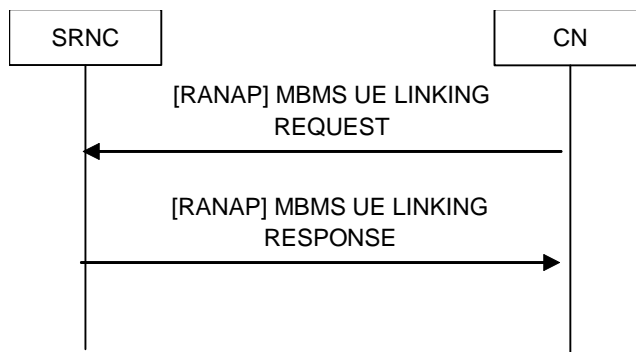 SRNC
CN
[RANAP] MBMS UE LINKING
REQUEST
[RANAP] MBMS UE LINKING
RESPONSE